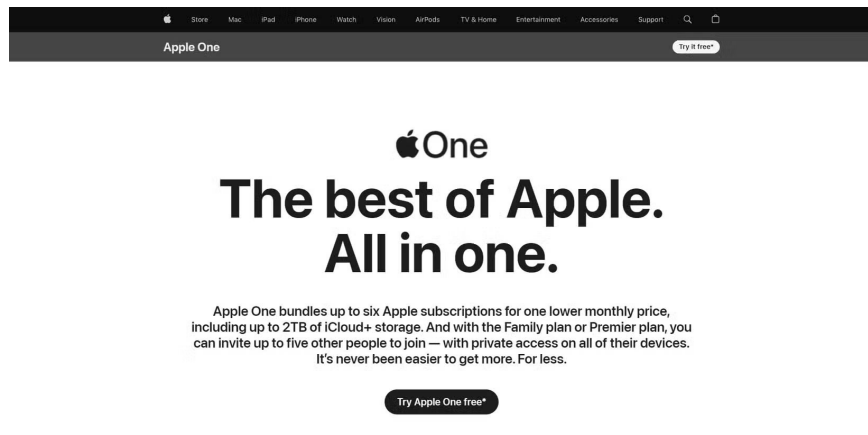 Store Mac iPad iPhone Watch Vision AirPods TV & Home Entertainment Accessories Support
Apple One
Try it free*
One
The best of Apple.
All in one.
Apple One bundles up to six Apple subscriptions for one lower monthly price,
including up to 2TB of iCloud+ storage. And with the Family plan or Premier plan, you
can invite up to five other people to join — with private access on all of their devices.
It's never been easier to get more. For less.
Try Apple One free*